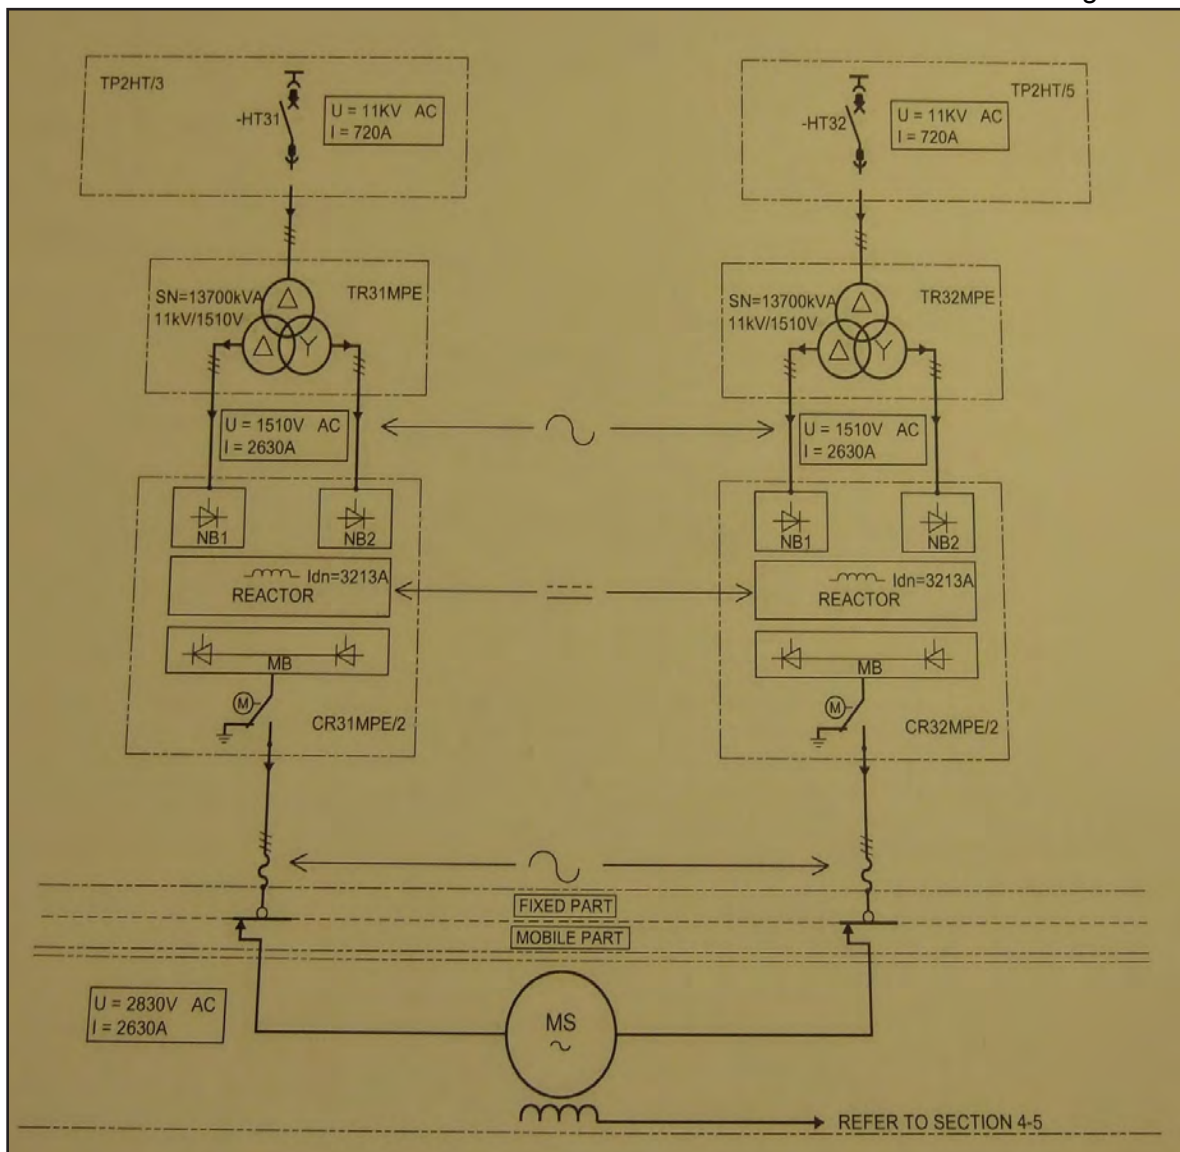 TP2HT/3
-HT31
U = 11KV AC
I = 720A
TP2HT/5
-HT32
U = 11KV AC
I = 720A
SN=13700kVA
11kV/1510V
TR31MPE
SN=13700kVA
11kV/1510V
TR32MPE
U = 1510V AC
I = 2630A
U = 1510V AC
I = 2630A
NB1
NB2
NB1
NB2
Idn=3213A
REACTOR
Idn=3213A
REACTOR
MB
MB
M
CR31MPE/2
M
CR32MPE/2
FIXED PART
MOBILE PART
U = 2830V AC
I = 2630A
MS
REFER TO SECTION 4-5